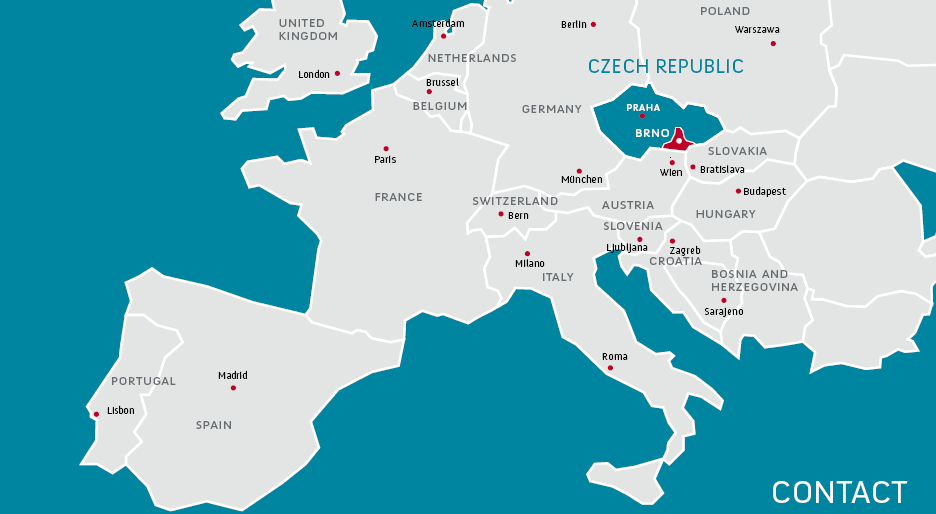 POLAND
UNITED
KINGDOM
Amsterdam
Berlin
Warszawa
NETHERLANDS
CZECH REPUBLIC
London
Brussel
BELGIUM
GERMANY
PRAHA
BRNO
SLOVAKIA
Paris
Wien
Bratislava
München
FRANCE
SWITZERLAND
Budapest
Bern
AUSTRIA
HUNGARY
SLOVENIA
Ljubljana
Zagreb
CROATIA
Milano
ITALY
BOSNIA AND
HERZEGOVINA
Sarajeno
Roma
PORTUGAL
Madrid
Lisbon
SPAIN
CONTACT